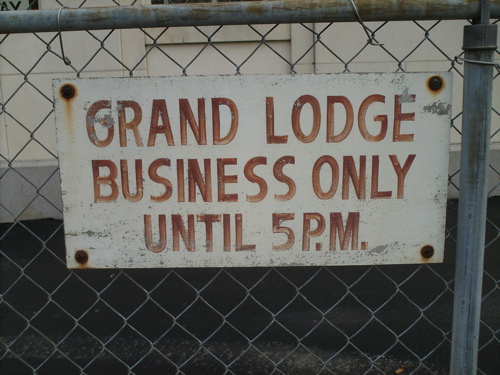 GRAND LODGE
BUSINESS ONLY
UNTIL 5 P.M.